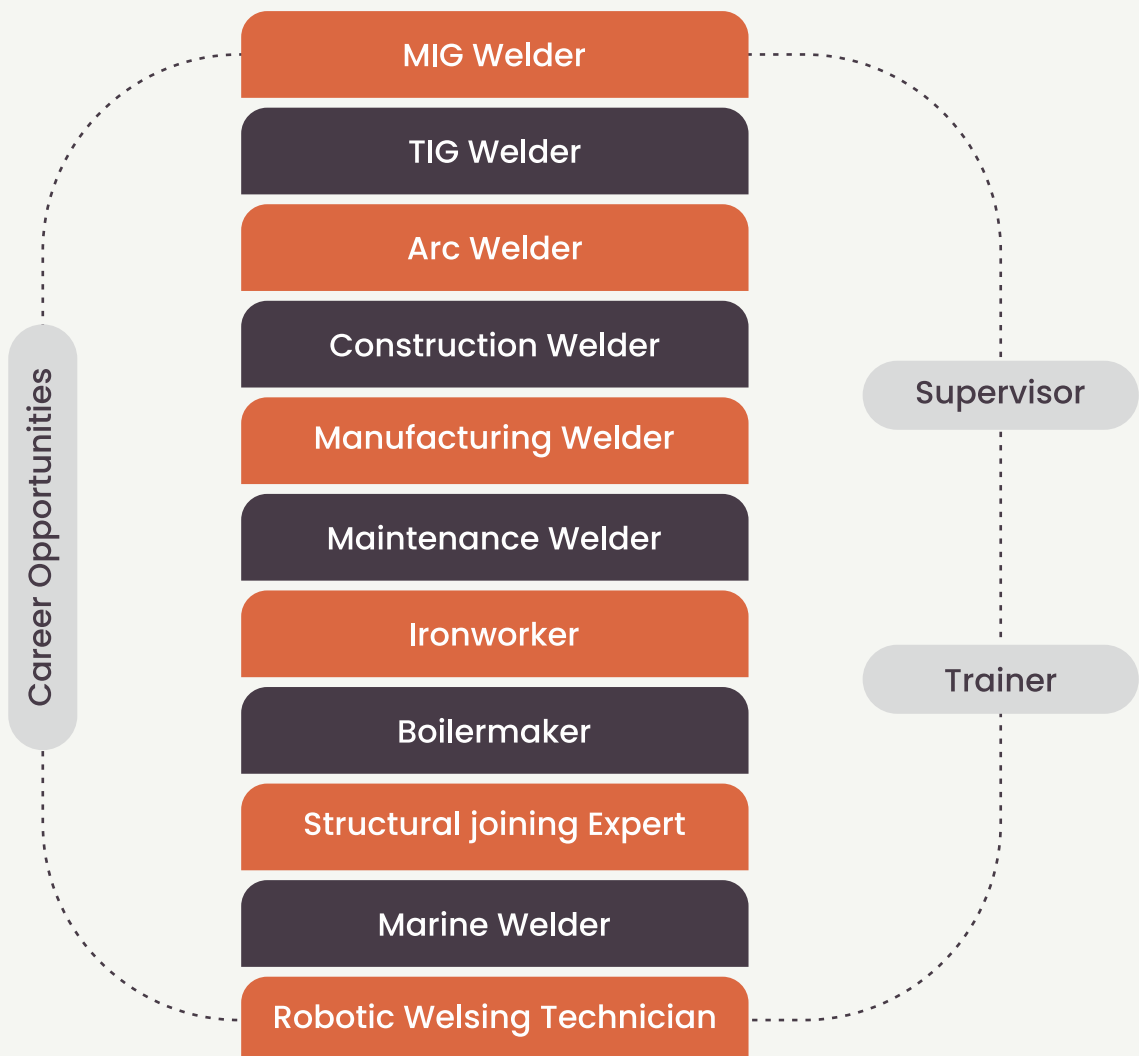 MIG Welder
TIG Welder
Arc Welder
Construction Welder
Manufacturing Welder
Maintenance Welder
Ironworker
Boilermaker
Structural joining Expert
Marine Welder
Robotic Welsing Technician
Career Opportunities
Supervisor
Trainer